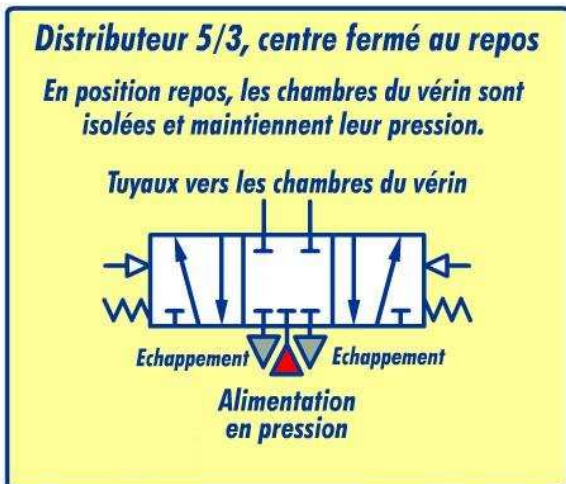 Distributeur 5/3, centre fermé au repos
En position repos, les chambres du vérin sont
isolées et maintiennent leur pression.
Tuyaux vers les chambres du vérin
Echappement
Echappement
Alimentation
en pression